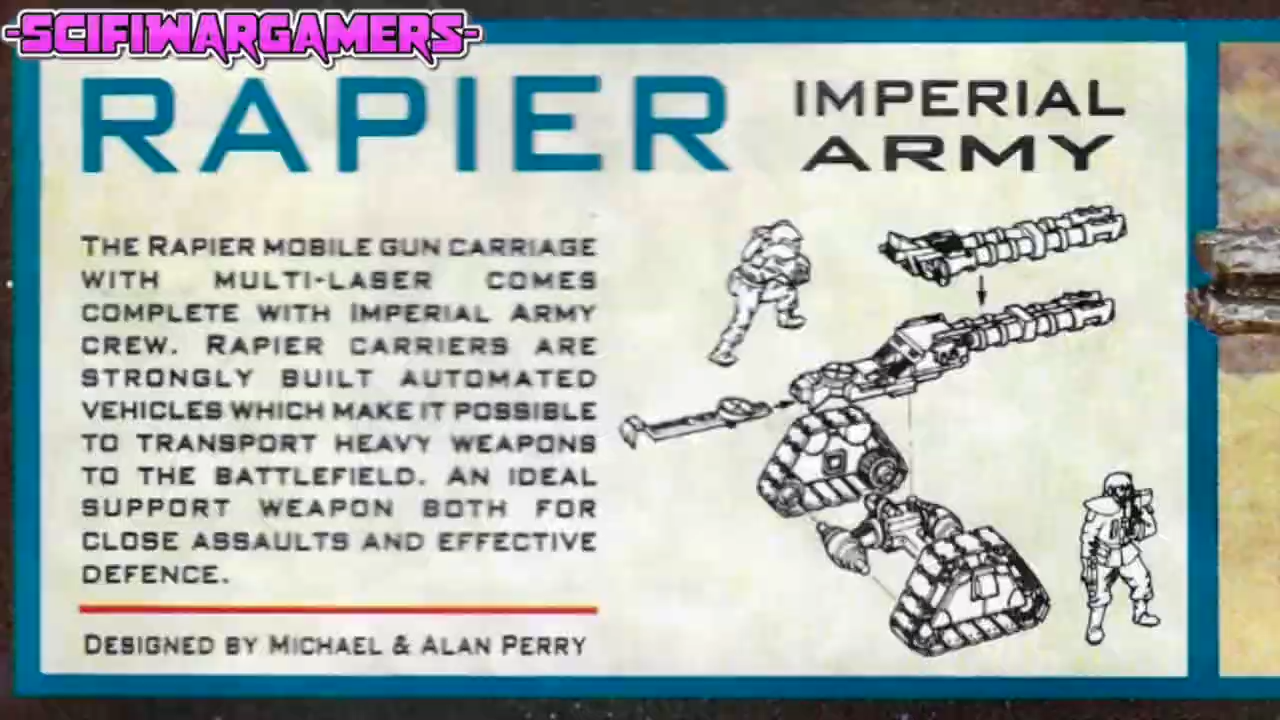 -SCIFIWARGAMERS-
RAPIER
IMPERIAL
ARMY
THE RAPIER MOBILE GUN CARRIAGE
WITH MULTI-LASER COMES
COMPLETE WITH IMPERIAL ARMY
CREW. RAPIER CARRIERS ARE
STRONGLY BUILT AUTOMATED
VEHICLES WHICH MAKE IT POSSIBLE
TO TRANSPORT HEAVY WEAPONS
TO THE BATTLEFIELD. AN IDEAL
SUPPORT WEAPON BOTH FOR
CLOSE ASSAULTS AND EFFECTIVE
DEFENCE.
DESIGNED BY MICHAEL & ALAN PERRY